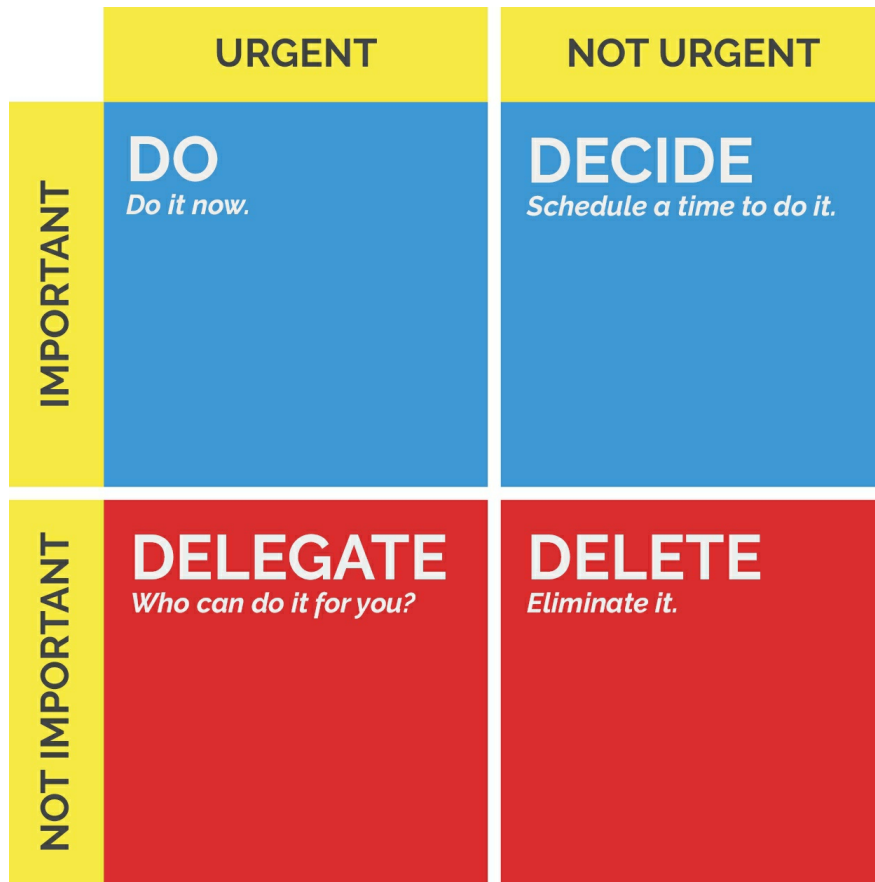 URGENT
NOT URGENT
IMPORTANT
DO
Do it now.
DECIDE
Schedule a time to do it.
NOT IMPORTANT
DELEGATE
Who can do it for you?
DELETE
Eliminate it.